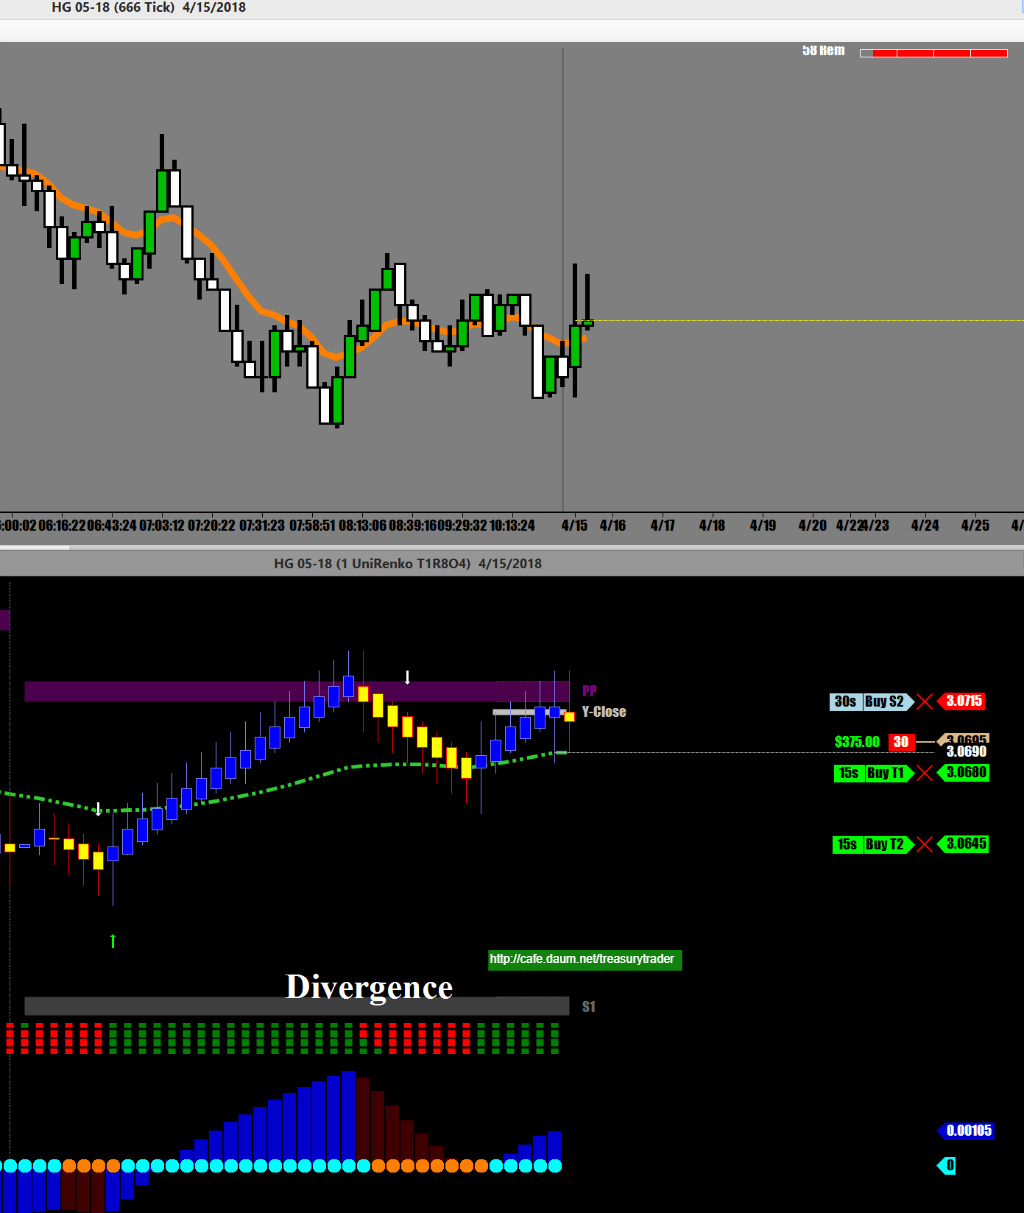 HG 05-18 (666 Tick)  4/15/2018
58 Rem
06:16:22 06:43:24 07:03:12 07:20:22 07:31:23 07:58:51 08:13:06 08:39:16 09:29:32 10:13:24 4/15 4/16 4/17 4/18 4/19 4/20 4/22 4/23 4/24 4/25
HG 05-18 (1 UniRenko T1R8O4)  4/15/2018
PP
30s Buy S2 3.0715
Y-Close
$375.00 30 3.0695
3.0690
15s Buy T1 3.0680
15s Buy T2 3.0645
http://cafe.daum.net/treasurytrader
Divergence
S1
0.00105
0